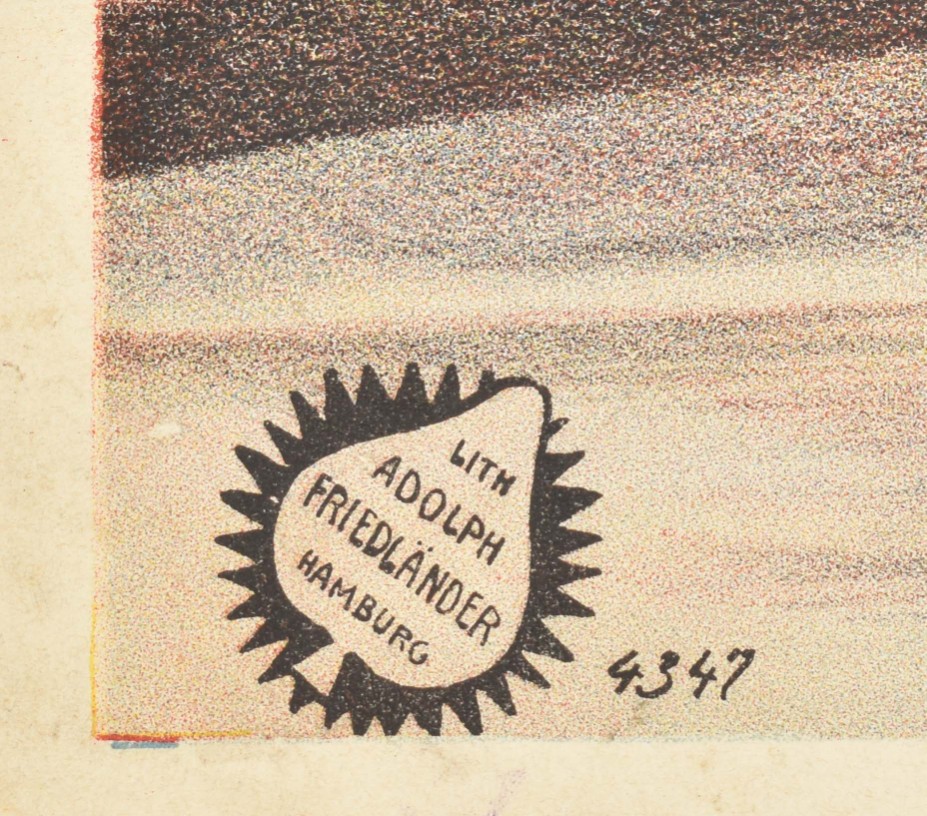 LITH
ADOLPH
FRIEDLÄNDER
HAMBURG
4347